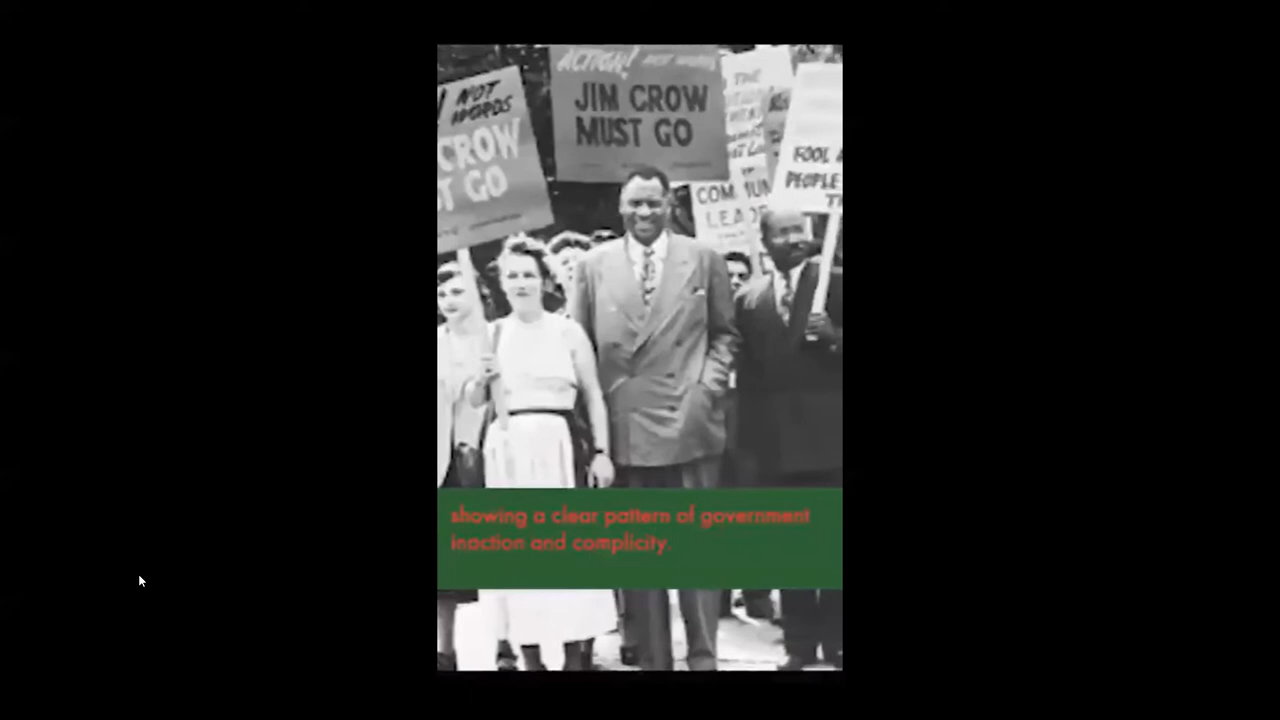 NOT
WORDS
CROW
GO
ACTION! NOT WORDS
JIM CROW
MUST GO
THE
COMMUN
LEAD
FOOL A
PEOPLE
T
showing a clear pattern of government
inaction and complicity.